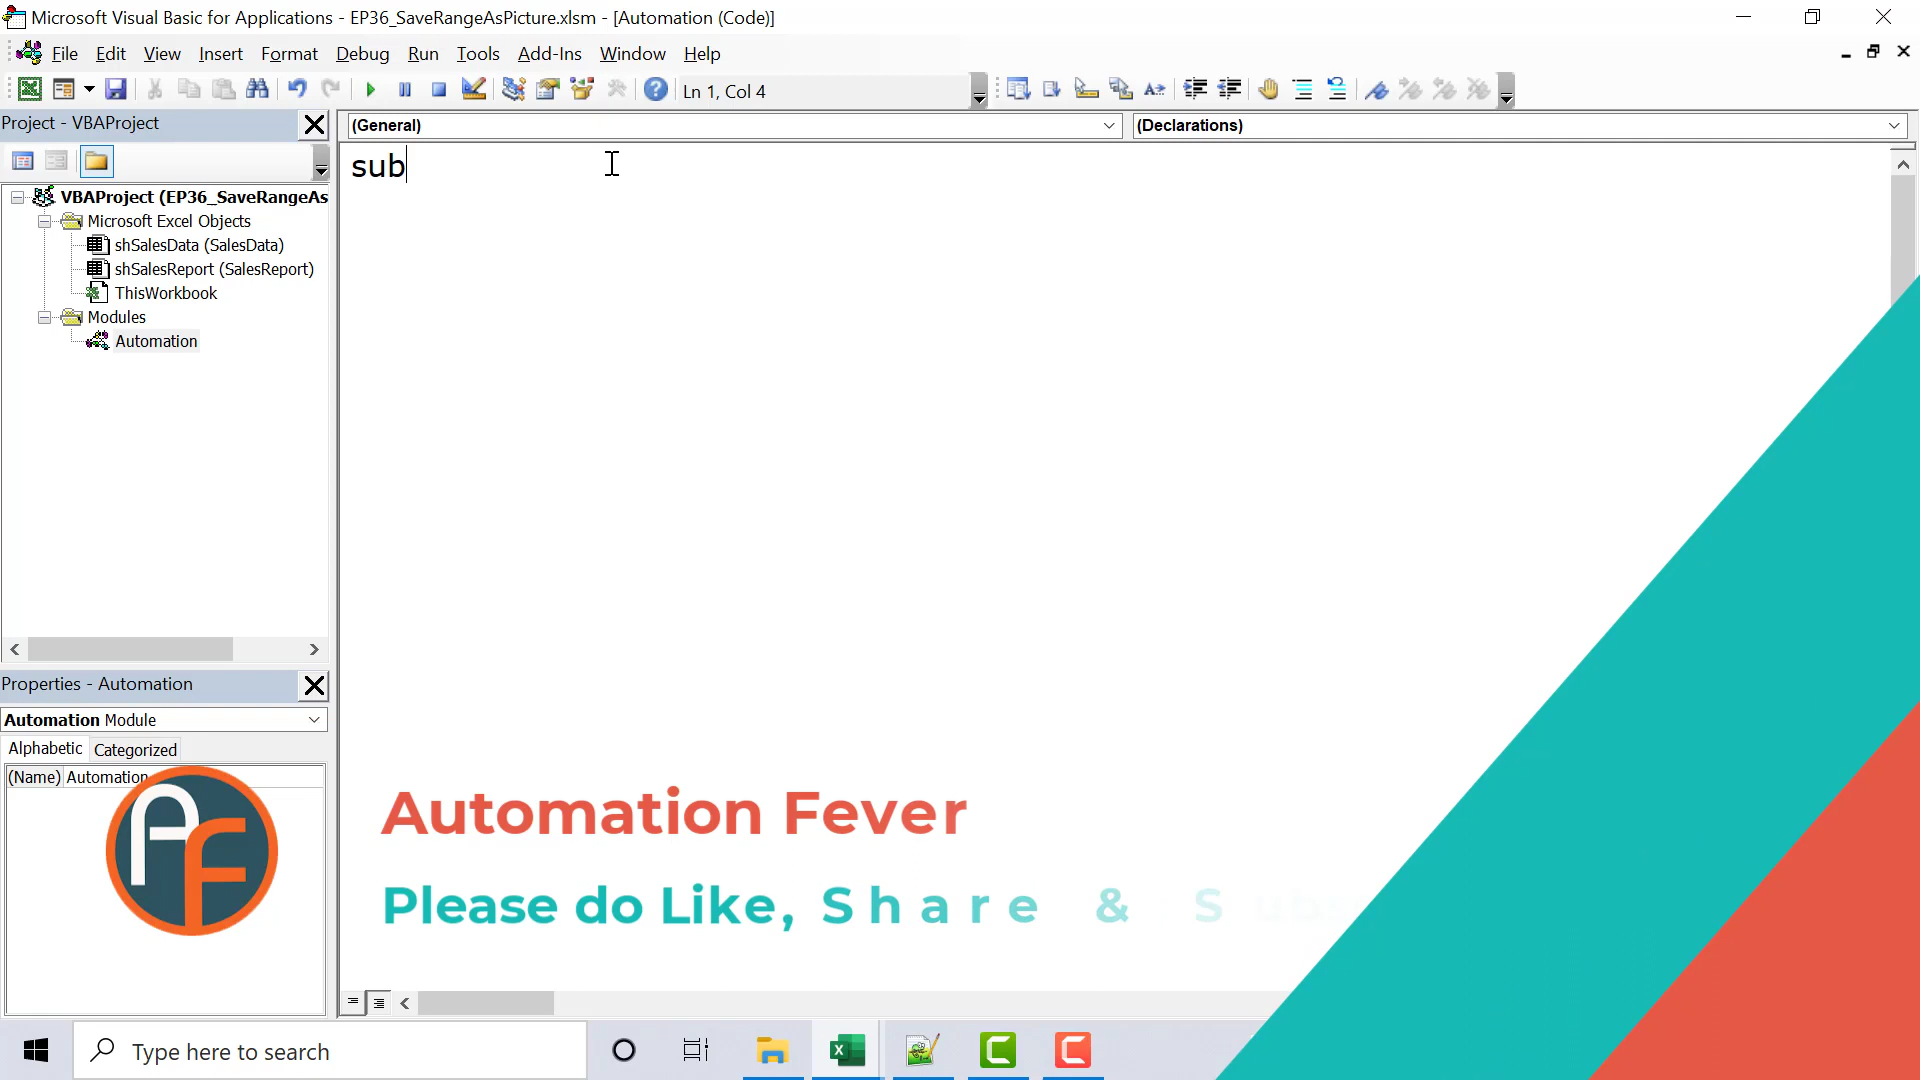 Microsoft Visual Basic for Applications - EP36_SaveRangeAsPicture.xlsm - [Automation (Code)]
File Edit View Insert Format Debug Run Tools Add-Ins Window Help
Ln 1, Col 4
Project - VBAProject
(General)
(Declarations)
sub
VBAProject (EP36_SaveRangeAs
Microsoft Excel Objects
shSalesData (SalesData)
shSalesReport (SalesReport)
ThisWorkbook
Modules
Automation
Properties - Automation
Automation Module
Alphabetic Categorized
(Name) Automation
AF
Automation Fever
Please do Like, Share & Sub
Type here to search